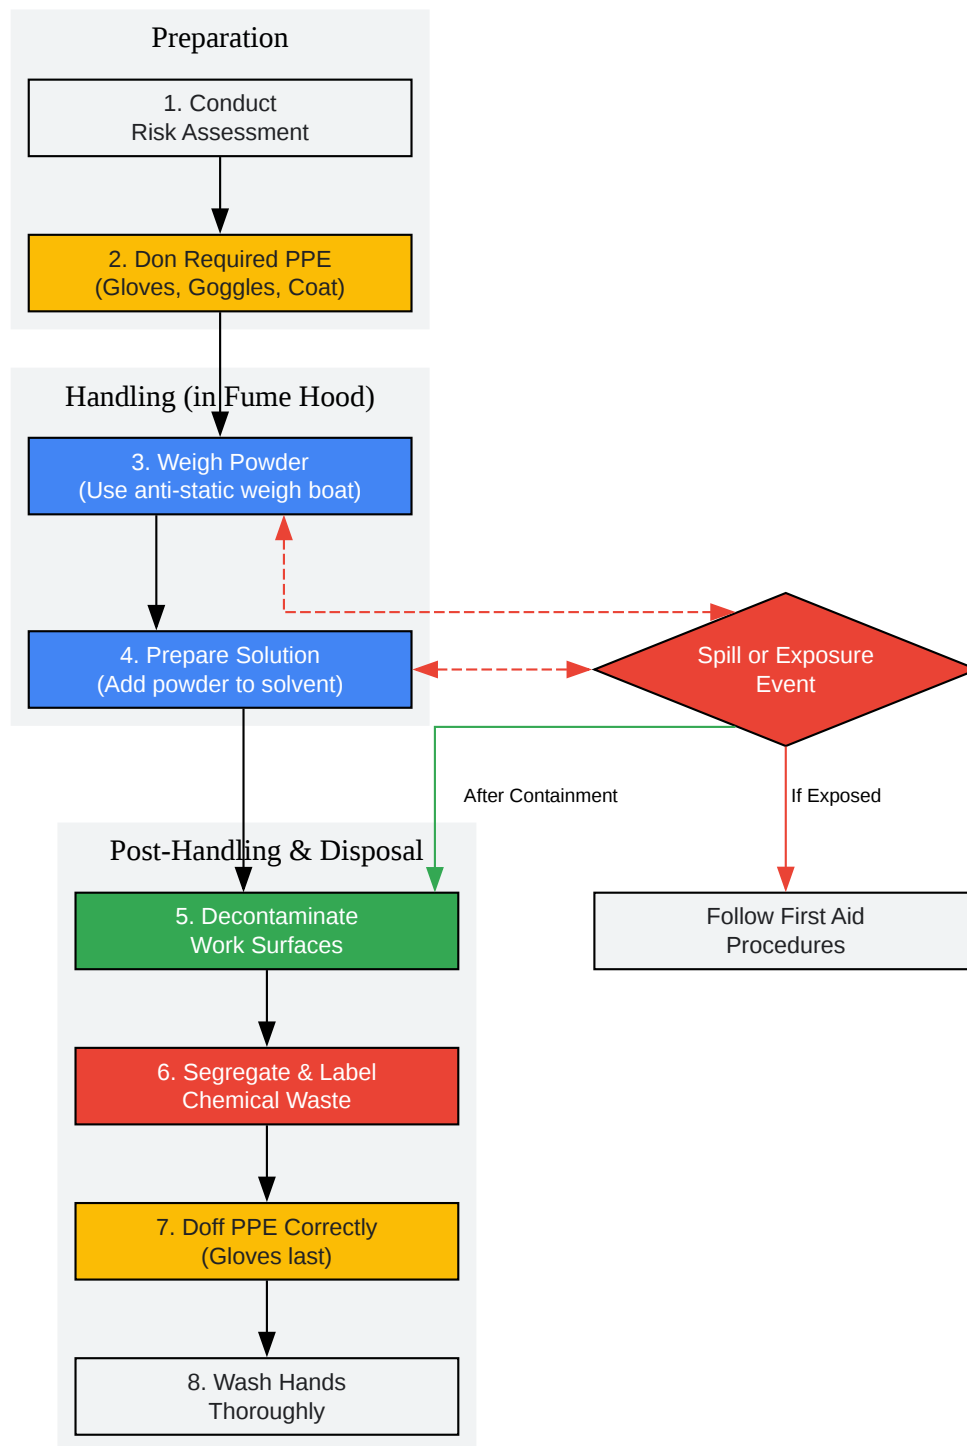 Preparation
1. Conduct
Risk Assessment
2. Don Required PPE
(Gloves, Goggles, Coat)
Handling (in Fume Hood)
3. Weigh Powder
(Use anti-static weigh boat)
4. Prepare Solution
(Add powder to solvent)
Spill or Exposure
Event
After Containment
If Exposed
Post-Handling & Disposal
5. Decontaminate
Work Surfaces
Follow First Aid
Procedures
6. Segregate & Label
Chemical Waste
7. Doff PPE Correctly
(Gloves last)
8. Wash Hands
Thoroughly